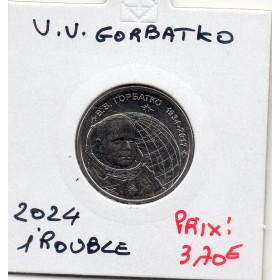 V.V. GORBATKO
В.В. ГОРБАТКО 1934-2017
2024
1 ROUBLE
PRIX:
3,70€